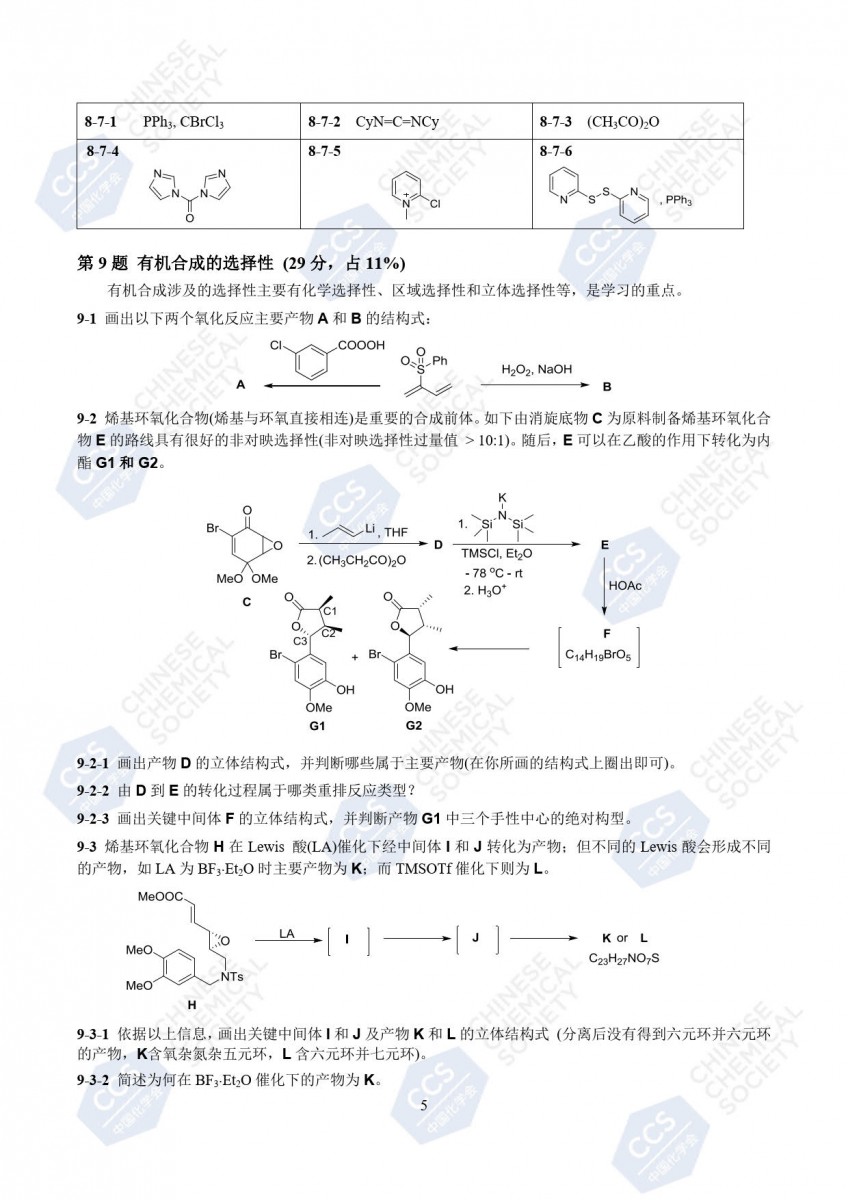 8-7-1 PPh3, CBrCl3
8-7-2 CyN=C=NCy
8-7-3 (CH3CO)2O
8-7-4
8-7-5
8-7-6
N
N
N
N
O
N
+
Cl
N
S
S
N
, PPh3
第 9 题 有机合成的选择性 (29 分，占 11%)
有机合成涉及的选择性主要有化学选择性、区域选择性和立体选择性等，是学习的重点。
9-1 画出以下两个氧化反应主要产物 A 和 B 的结构式：
Cl
COOOH
A
O
O
S
Ph
H2O2, NaOH
B
9-2 烯基环氧化合物(烯基与环氧直接相连)是重要的合成前体。如下由消旋底物 C 为原料制备烯基环氧化合
物 E 的路线具有很好的非对映选择性(非对映选择性过量值 > 10:1)。随后，E 可以在乙酸的作用下转化为内
酯 G1 和 G2。
O
Br
O
MeO
OMe
C
1.
Li
, THF
2. (CH3CH2CO)2O
D
K
N
1.
Si
Si
TMSCl, Et2O
- 78 ºC - rt
2. H3O+
E
HOAc
F
C14H19BrO5
O
C1
O
C2
C3
Br
OH
OMe
G1
+
O
O
Br
OH
OMe
G2
9-2-1 画出产物 D 的立体结构式，并判断哪些属于主要产物(在你所画的结构式上圈出即可)。
9-2-2 由 D 到 E 的转化过程属于哪类重排反应类型？
9-2-3 画出关键中间体 F 的立体结构式，并判断产物 G1 中三个手性中心的绝对构型。
9-3 烯基环氧化合物 H 在 Lewis 酸(LA)催化下经中间体 I 和 J 转化为产物；但不同的 Lewis 酸会形成不同
的产物，如 LA 为 BF3·Et2O 时主要产物为 K；而 TMSOTf 催化下则为 L。
MeOOC
O
MeO
MeO
NTs
H
LA
I
J
K or L
C23H27NO7S
9-3-1 依据以上信息，画出关键中间体 I 和 J 及产物 K 和 L 的立体结构式 (分离后没有得到六元环并六元环
的产物，K含氧杂氮杂五元环，L 含六元环并七元环)。
9-3-2 简述为何在 BF3·Et2O 催化下的产物为 K。
5
CCS
中国化学会
CHINESE
CHEMICAL
SOCIETY